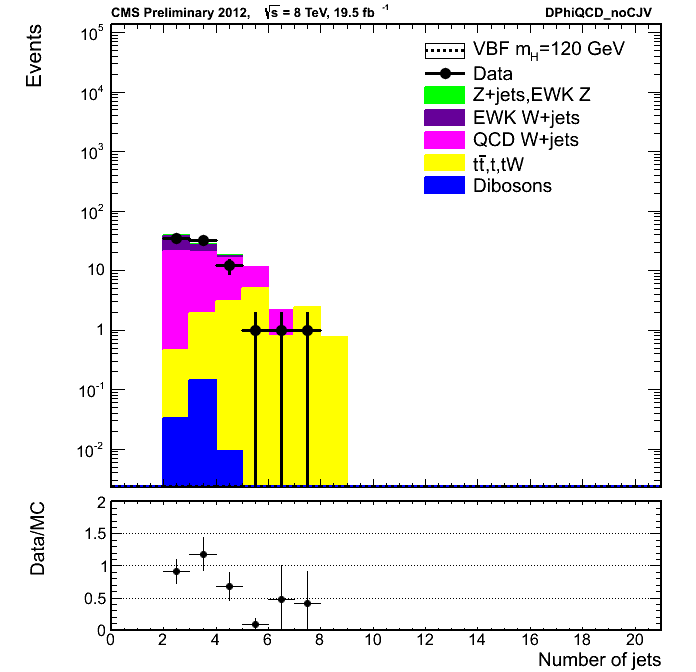 CMS Preliminary 2012, √s = 8 TeV, 19.5 fb⁻¹ DPhiQCD_noCJV
Events
10⁵
10⁴
10³
10²
10
1
10⁻¹
10⁻²
VBF m_H=120 GeV
Data
Z+jets,EWK Z
EWK W+jets
QCD W+jets
tt̅,t,tW
Dibosons
Data/MC
2
1.5
1
0.5
0
0 2 4 6 8 10 12 14 16 18 20
Number of jets